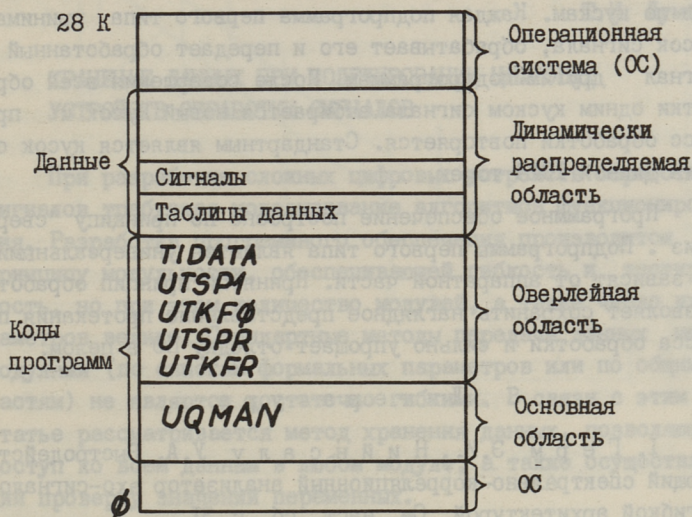 28 К
Операционная
система (ОС)
Данные
Динамически
распределяемая
область
Сигналы
Таблицы данных
Коды
программ
TIDATA
UTSP1
UTKFØ
UTSPR
UTKFR
Оверлейная
область
UQMAN
Основная
область
ОС
Ø